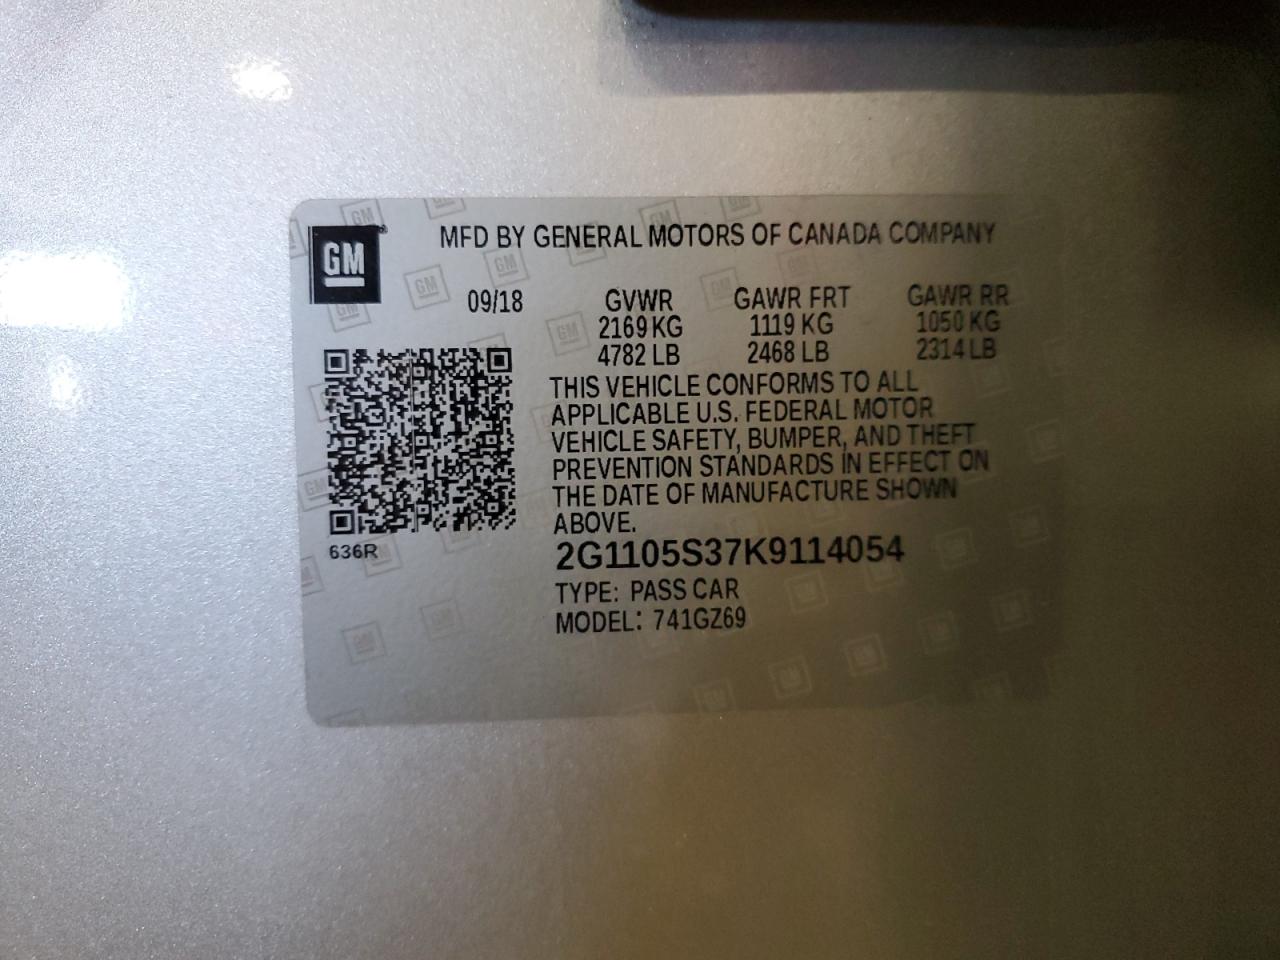 GM
MFD BY GENERAL MOTORS OF CANADA COMPANY
09/18 GVWR GAWR FRT GAWR RR
2169 KG 1119 KG 1050 KG
4782 LB 2468 LB 2314 LB
THIS VEHICLE CONFORMS TO ALL
APPLICABLE U.S. FEDERAL MOTOR
VEHICLE SAFETY, BUMPER, AND THEFT
PREVENTION STANDARDS IN EFFECT ON
THE DATE OF MANUFACTURE SHOWN
ABOVE.
636R
2G1105S37K9114054
TYPE: PASS CAR
MODEL: 741GZ69